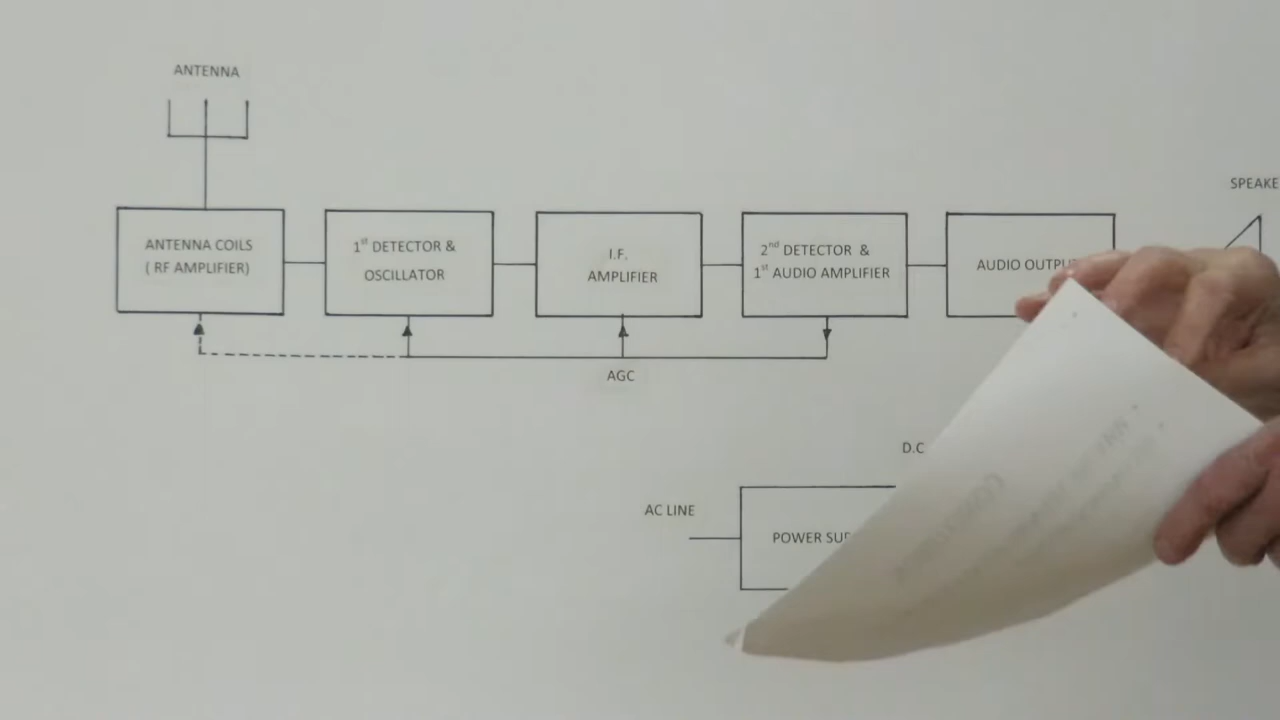 ANTENNA
SPEAKE
ANTENNA COILS
( RF AMPLIFIER)
1st DETECTOR &
OSCILLATOR
I.F.
AMPLIFIER
2nd DETECTOR &
1st AUDIO AMPLIFIER
AUDIO OUTPU
AGC
D.C
AC LINE
POWER SUP